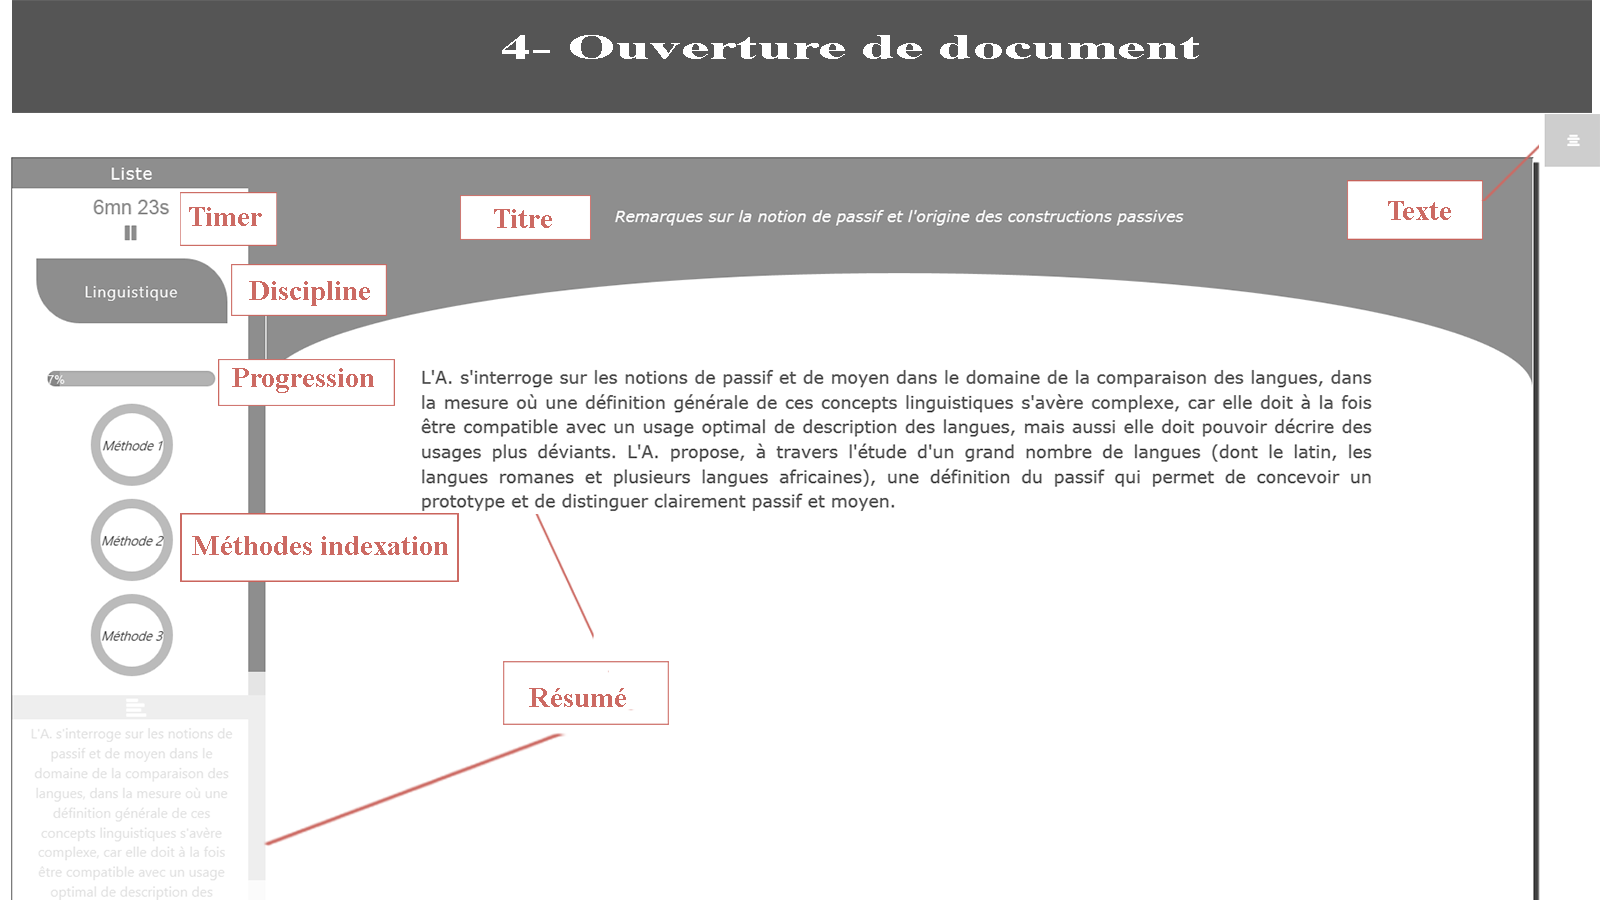 4- Ouverture de document
Liste
6mn 23s
Timer
Titre
Remarques sur la notion de passif et l'origine des constructions passives
Texte
Linguistique
Discipline
7%
Progression
L'A. s'interroge sur les notions de passif et de moyen dans le domaine de la comparaison des langues, dans
la mesure où une définition générale de ces concepts linguistiques s'avère complexe, car elle doit à la fois
être compatible avec un usage optimal de description des langues, mais aussi elle doit pouvoir décrire des
usages plus déviants. L'A. propose, à travers l'étude d'un grand nombre de langues (dont le latin, les
langues romanes et plusieurs langues africaines), une définition du passif qui permet de concevoir un
prototype et de distinguer clairement passif et moyen.
Méthode 1
Méthode 2
Méthodes indexation
Méthode 3
Résumé
L'A. s'interroge sur les notions de
passif et de moyen dans le
domaine de la comparaison des
langues, dans la mesure où une
définition générale de ces
concepts linguistiques s'avère
complexe, car elle doit à la fois
être compatible avec un usage
optimal de description des